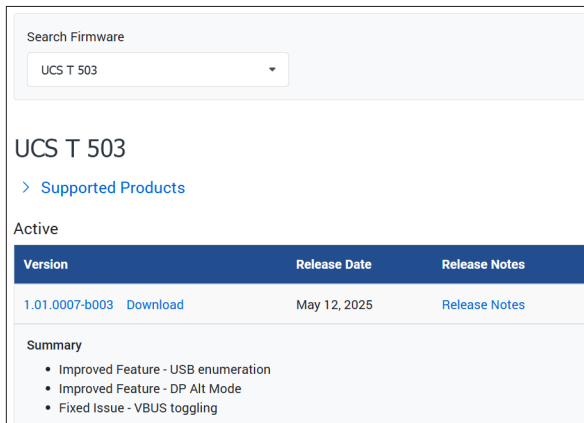 Search Firmware
UCS T 503
UCS T 503
Supported Products
Active
Version Release Date Release Notes
1.01.0007-b003 Download May 12, 2025 Release Notes
Summary
• Improved Feature - USB enumeration
• Improved Feature - DP Alt Mode
• Fixed Issue - VBUS toggling